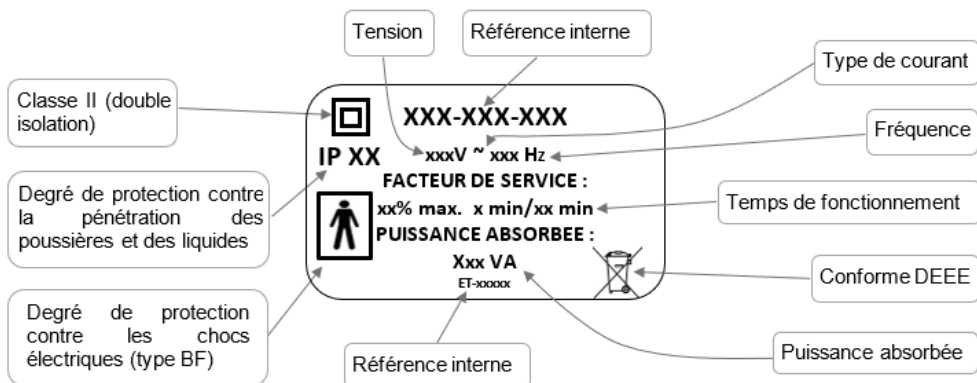 Tension
Référence interne
Type de courant
Classe II (double
isolation)
XXX-XXX-XXX
Fréquence
IP XX
xxxV ~ xxx Hz
FACTEUR DE SERVICE :
Degré de protection contre
la pénétration des
poussières et des liquides
xx% max. x min/xx min
Temps de fonctionnement
PUISSANCE ABSORBEE :
Xxx VA
ET-xxxxx
Conforme DEEE
Degré de protection
contre les chocs
électriques (type BF)
Référence interne
Puissance absorbée